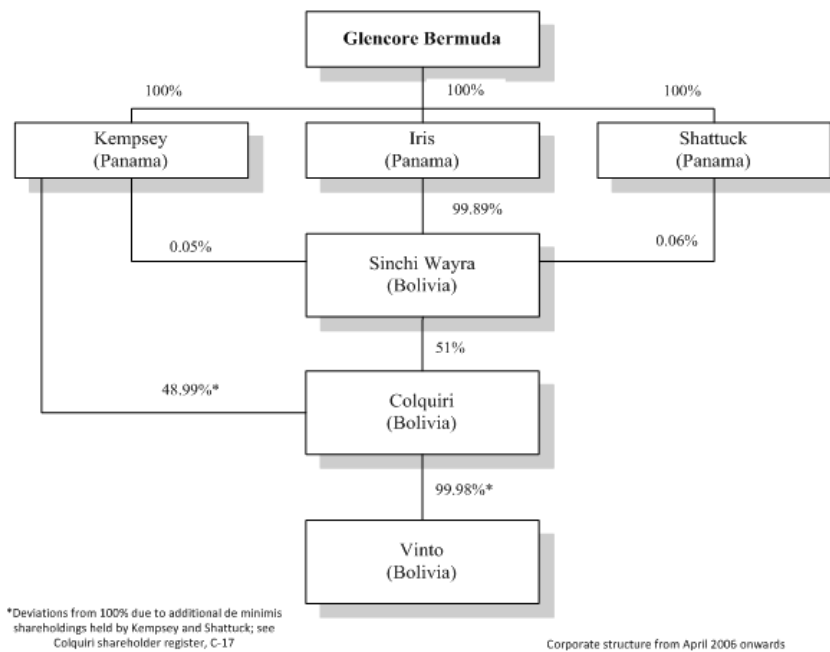 Glencore Bermuda
100%
100%
100%
Kempsey
(Panama)
Iris
(Panama)
Shattuck
(Panama)
99.89%
0.05%
0.06%
Sinchi Wayra
(Bolivia)
51%
48.99%*
Colquiri
(Bolivia)
99.98%*
Vinto
(Bolivia)
*Deviations from 100% due to additional de minimis
shareholdings held by Kempsey and Shattuck; see
Colquiri shareholder register, C-17
Corporate structure from April 2006 onwards